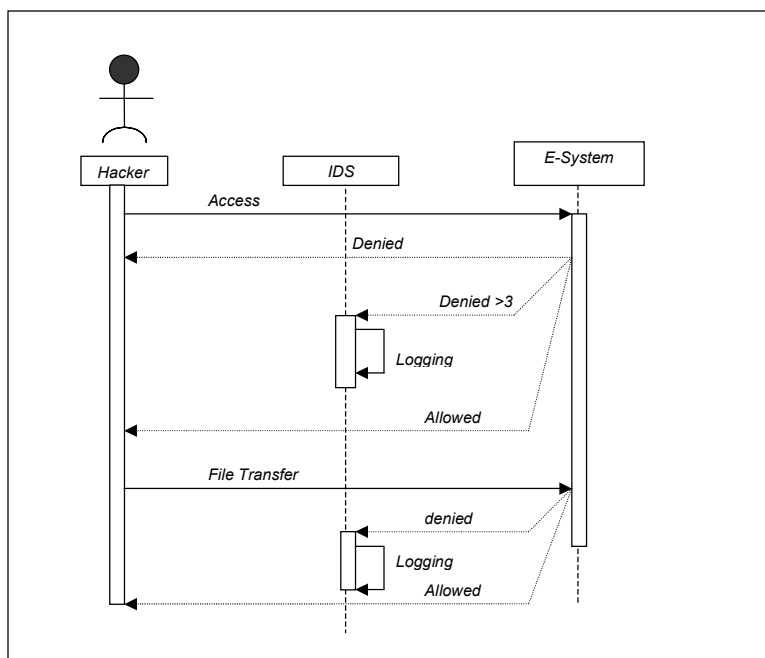 Hacker
IDS
E-System
Access
Denied
Denied >3
Logging
Allowed
File Transfer
denied
Logging
Allowed